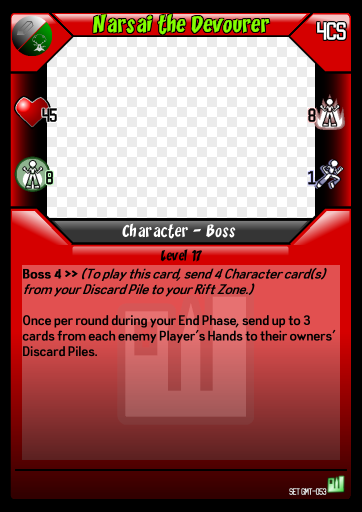 Narsai the Devourer
4CS
45
8
8
1
Character - Boss
Level 17
Boss 4 >> (To play this card, send 4 Character card(s)
from your Discard Pile to your Rift Zone.)
Once per round during your End Phase, send up to 3
cards from each enemy Player's Hands to their owners'
Discard Piles.
SET GMT-053